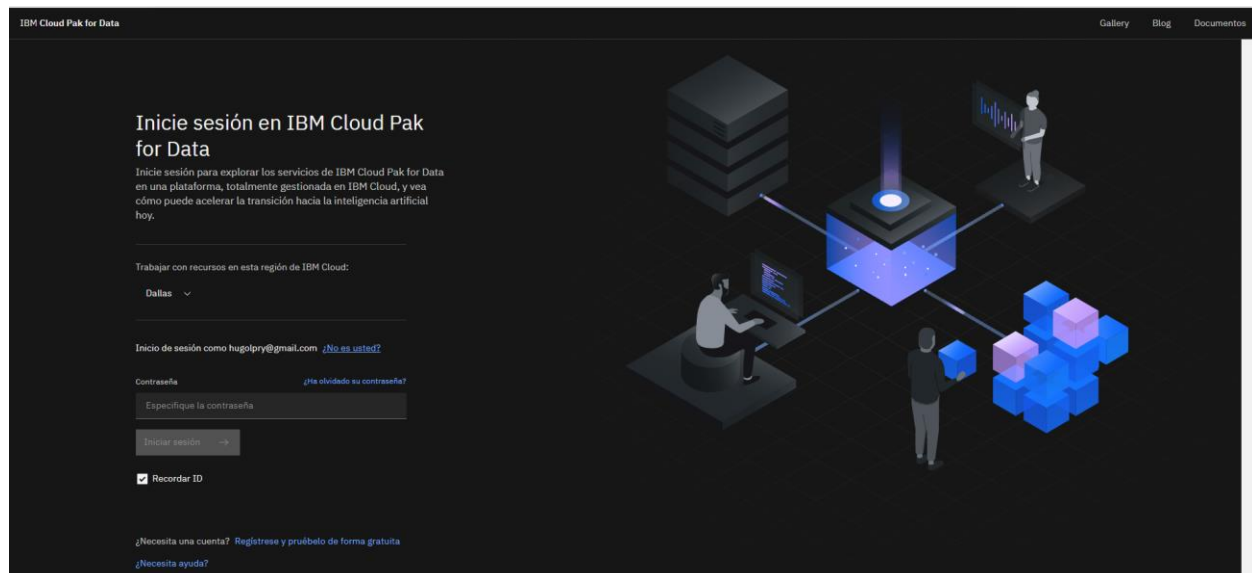 IBM Cloud Pak for Data
Gallery Blog Documentos
Inicie sesión en IBM Cloud Pak
for Data
Inicie sesión para explorar los servicios de IBM Cloud Pak for Data
en una plataforma, totalmente gestionada en IBM Cloud, y vea
cómo puede acelerar la transición hacia la inteligencia artificial
hoy.
Trabajar con recursos en esta región de IBM Cloud:
Dallas
Inicio de sesión como hugolpry@gmail.com ¿No es usted?
Contraseña ¿Ha olvidado su contraseña?
Especifique la contraseña
Iniciar sesión →
Recordar ID
¿Necesita una cuenta? Regístrese y pruébelo de forma gratuita
¿Necesita ayuda?